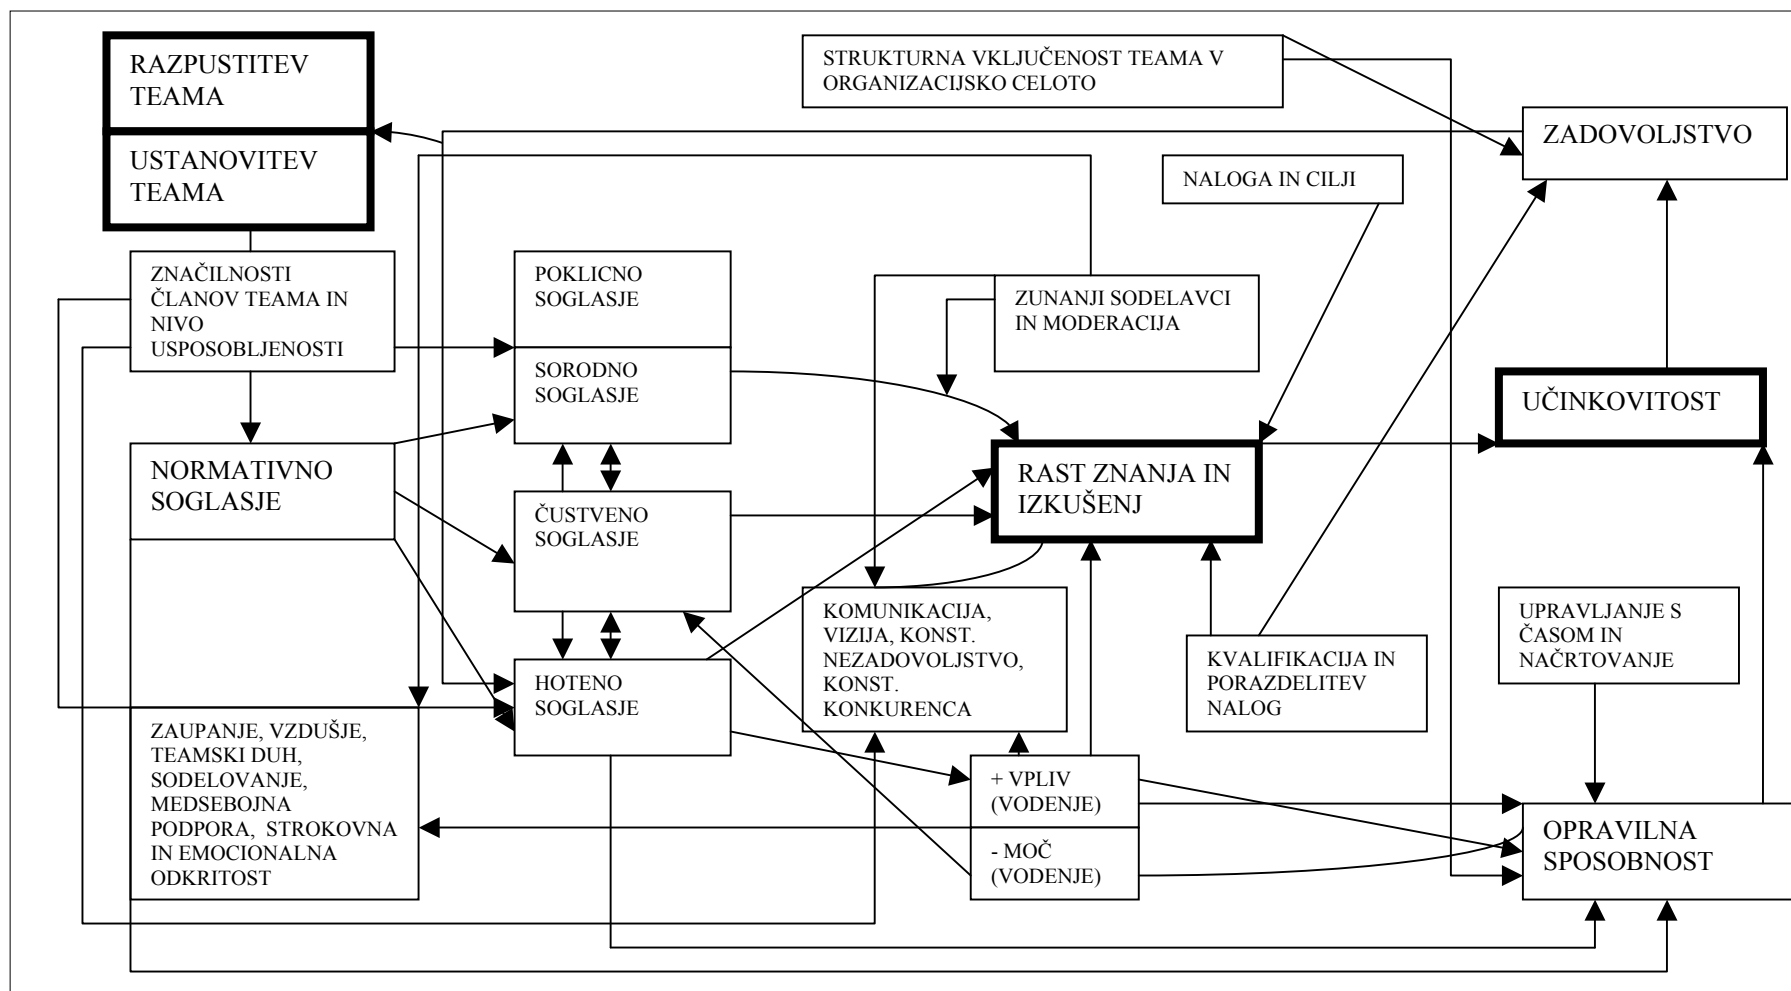 RAZPUSTITEV
TEAMA
USTANOVITEV
TEAMA
STRUKTURNA VKLJUČENOST TEAMA V
ORGANIZACIJSKO CELOTO
ZADOVOLJSTVO
NALOGA IN CILJI
ZNAČILNOSTI
ČLANOV TEAMA IN
NIVO
USPOSOBLJENOSTI
POKLICNO
SOGLASJE
SORODNO
SOGLASJE
ZUNANJI SODELAVCI
IN MODERACIJA
UČINKOVITOST
NORMATIVNO
SOGLASJE
RAST ZNANJA IN
IZKUŠENJ
ČUSTVENO
SOGLASJE
KOMUNIKACIJA,
VIZIJA, KONST.
NEZADOVOLJSTVO,
KONST.
KONKURENCA
UPRAVLJANJE S
ČASOM IN
NAČRTOVANJE
KVALIFIKACIJA IN
PORAZDELITEV
NALOG
HOTENO
SOGLASJE
ZAUPANJE, VZDUŠJE,
TEAMSKI DUH,
SODELOVANJE,
MEDSEBOJNA
PODPORA, STROKOVNA
IN EMOCIONALNA
ODKRITOST
+ VPLIV
(VODENJE)
- MOČ
(VODENJE)
OPRAVILNA
SPOSOBNOST